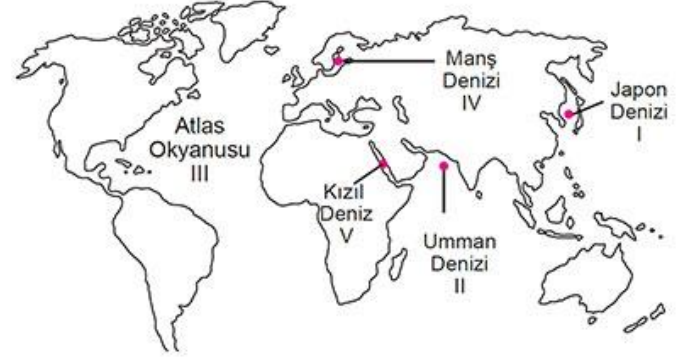 Manş
Denizi
IV
Japon
Denizi
I
Atlas
Okyanusu
III
Kızıl
Deniz
V
Umman
Denizi
II